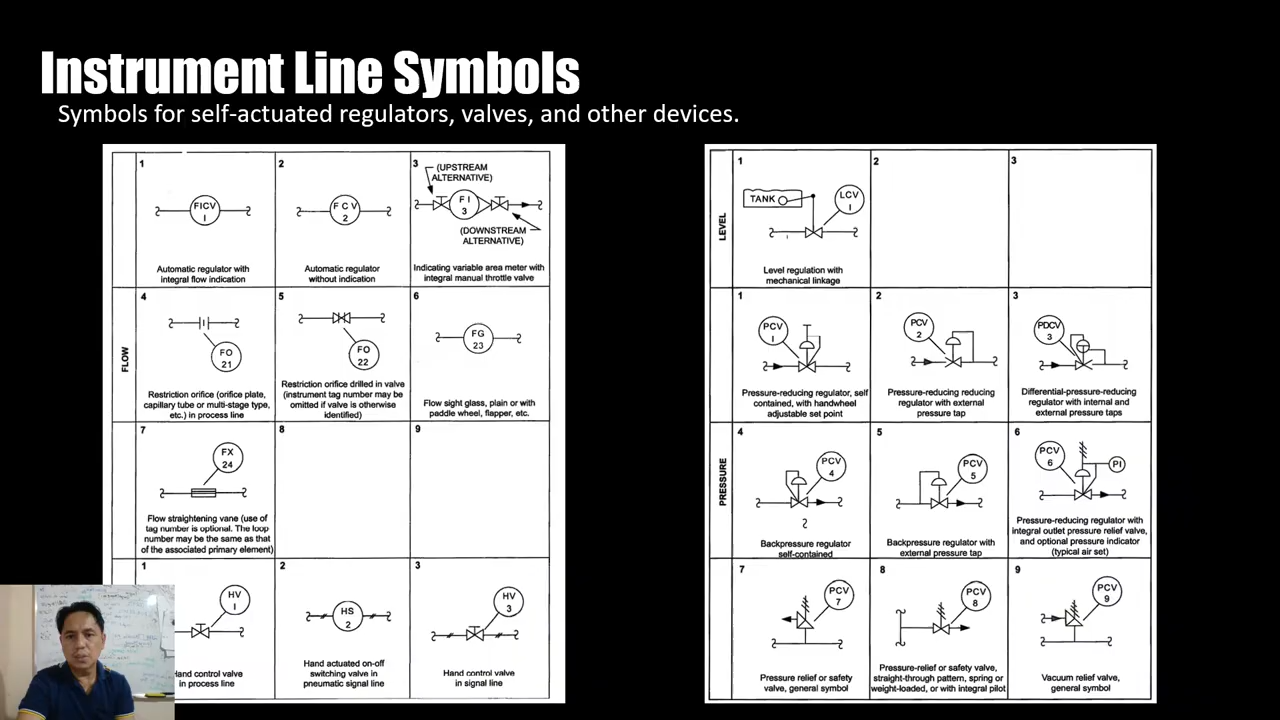 Instrument Line Symbols
Symbols for self-actuated regulators, valves, and other devices.
FLOW
1
FICV
1
Automatic regulator with
integral flow indication
2
F C V
2
Automatic regulator
without indication
3
(UPSTREAM
ALTERNATIVE)
F I
3
(DOWNSTREAM
ALTERNATIVE)
Indicating variable area meter with
integral manual throttle valve
4
FO
21
Restriction orifice (orifice plate,
capillary tube or multi-stage type,
etc.) in process line
5
FO
22
Restriction orifice drilled in valve
(instrument tag number may be
omitted if valve is otherwise
identified)
6
FG
23
Flow sight glass, plain or with
paddle wheel, flapper, etc.
7
FX
24
Flow straightening vane (use of
tag number is optional. The loop
number may be the same as that
of the associated primary element)
8
9
1
HV
1
Hand control valve
in process line
2
HS
2
Hand actuated on-off
switching valve in
pneumatic signal line
3
HV
3
Hand control valve
in signal line
LEVEL
1
TANK
LCV
1
Level regulation with
mechanical linkage
2
3
PRESSURE
1
PCV
1
Pressure-reducing regulator, self
contained, with handwheel
adjustable set point
2
PCV
2
Pressure-reducing reducing
regulator with external
pressure tap
3
PDCV
3
Differential-pressure-reducing
regulator with internal and
external pressure taps
4
PCV
4
Backpressure regulator
self-contained
5
PCV
5
Backpressure regulator with
external pressure tap
6
PCV
6
PI
Pressure-reducing regulator with
integral outlet pressure relief valve,
and optional pressure indicator
(typical air set)
7
PCV
7
Pressure relief or safety
valve, general symbol
8
PCV
8
Pressure-relief or safety valve,
straight-through pattern, spring or
weight-loaded, or with integral pilot
9
PCV
9
Vacuum relief valve,
general symbol